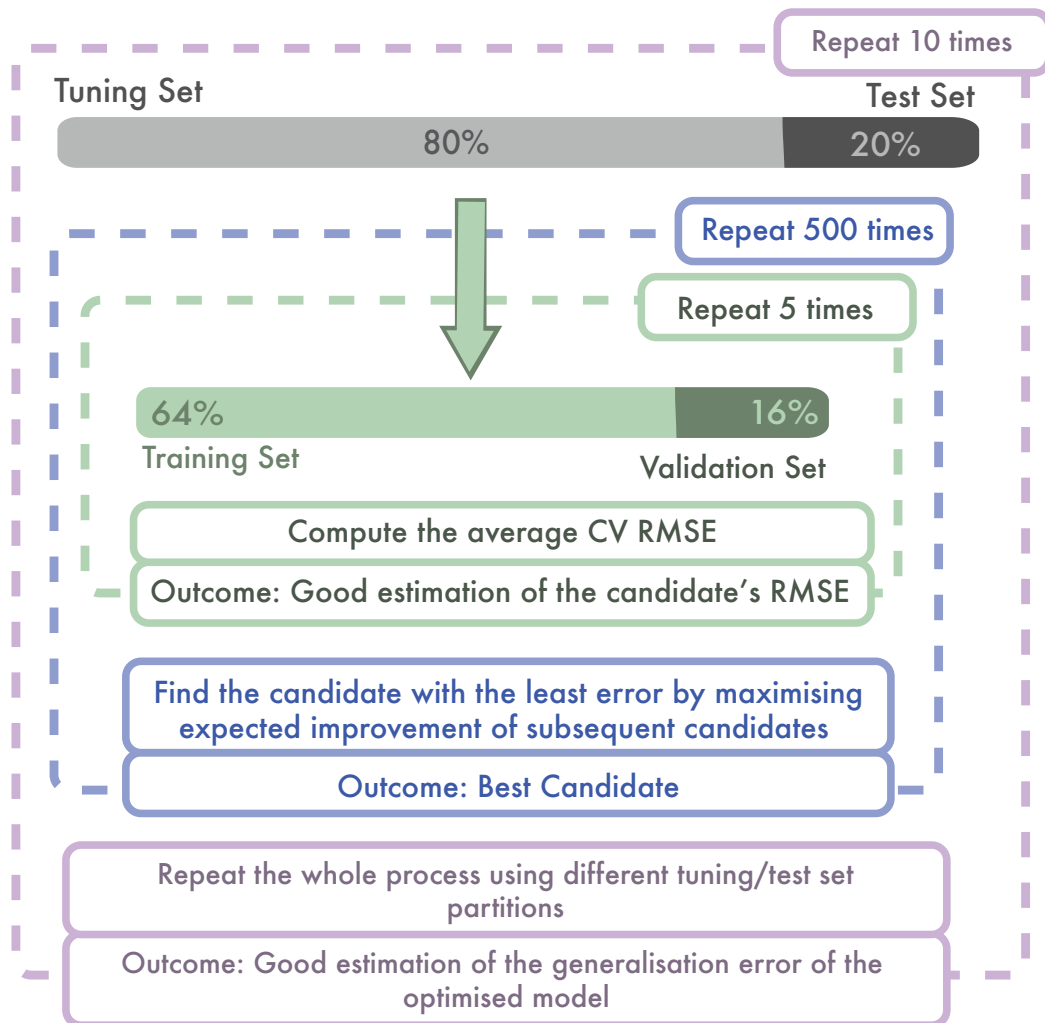 Repeat 10 times
Tuning Set
Test Set
80%
20%
Repeat 500 times
Repeat 5 times
64%
16%
Training Set
Validation Set
Compute the average CV RMSE
Outcome: Good estimation of the candidate’s RMSE
Find the candidate with the least error by maximising
expected improvement of subsequent candidates
Outcome: Best Candidate
Repeat the whole process using different tuning/test set
partitions
Outcome: Good estimation of the generalisation error of the
optimised model